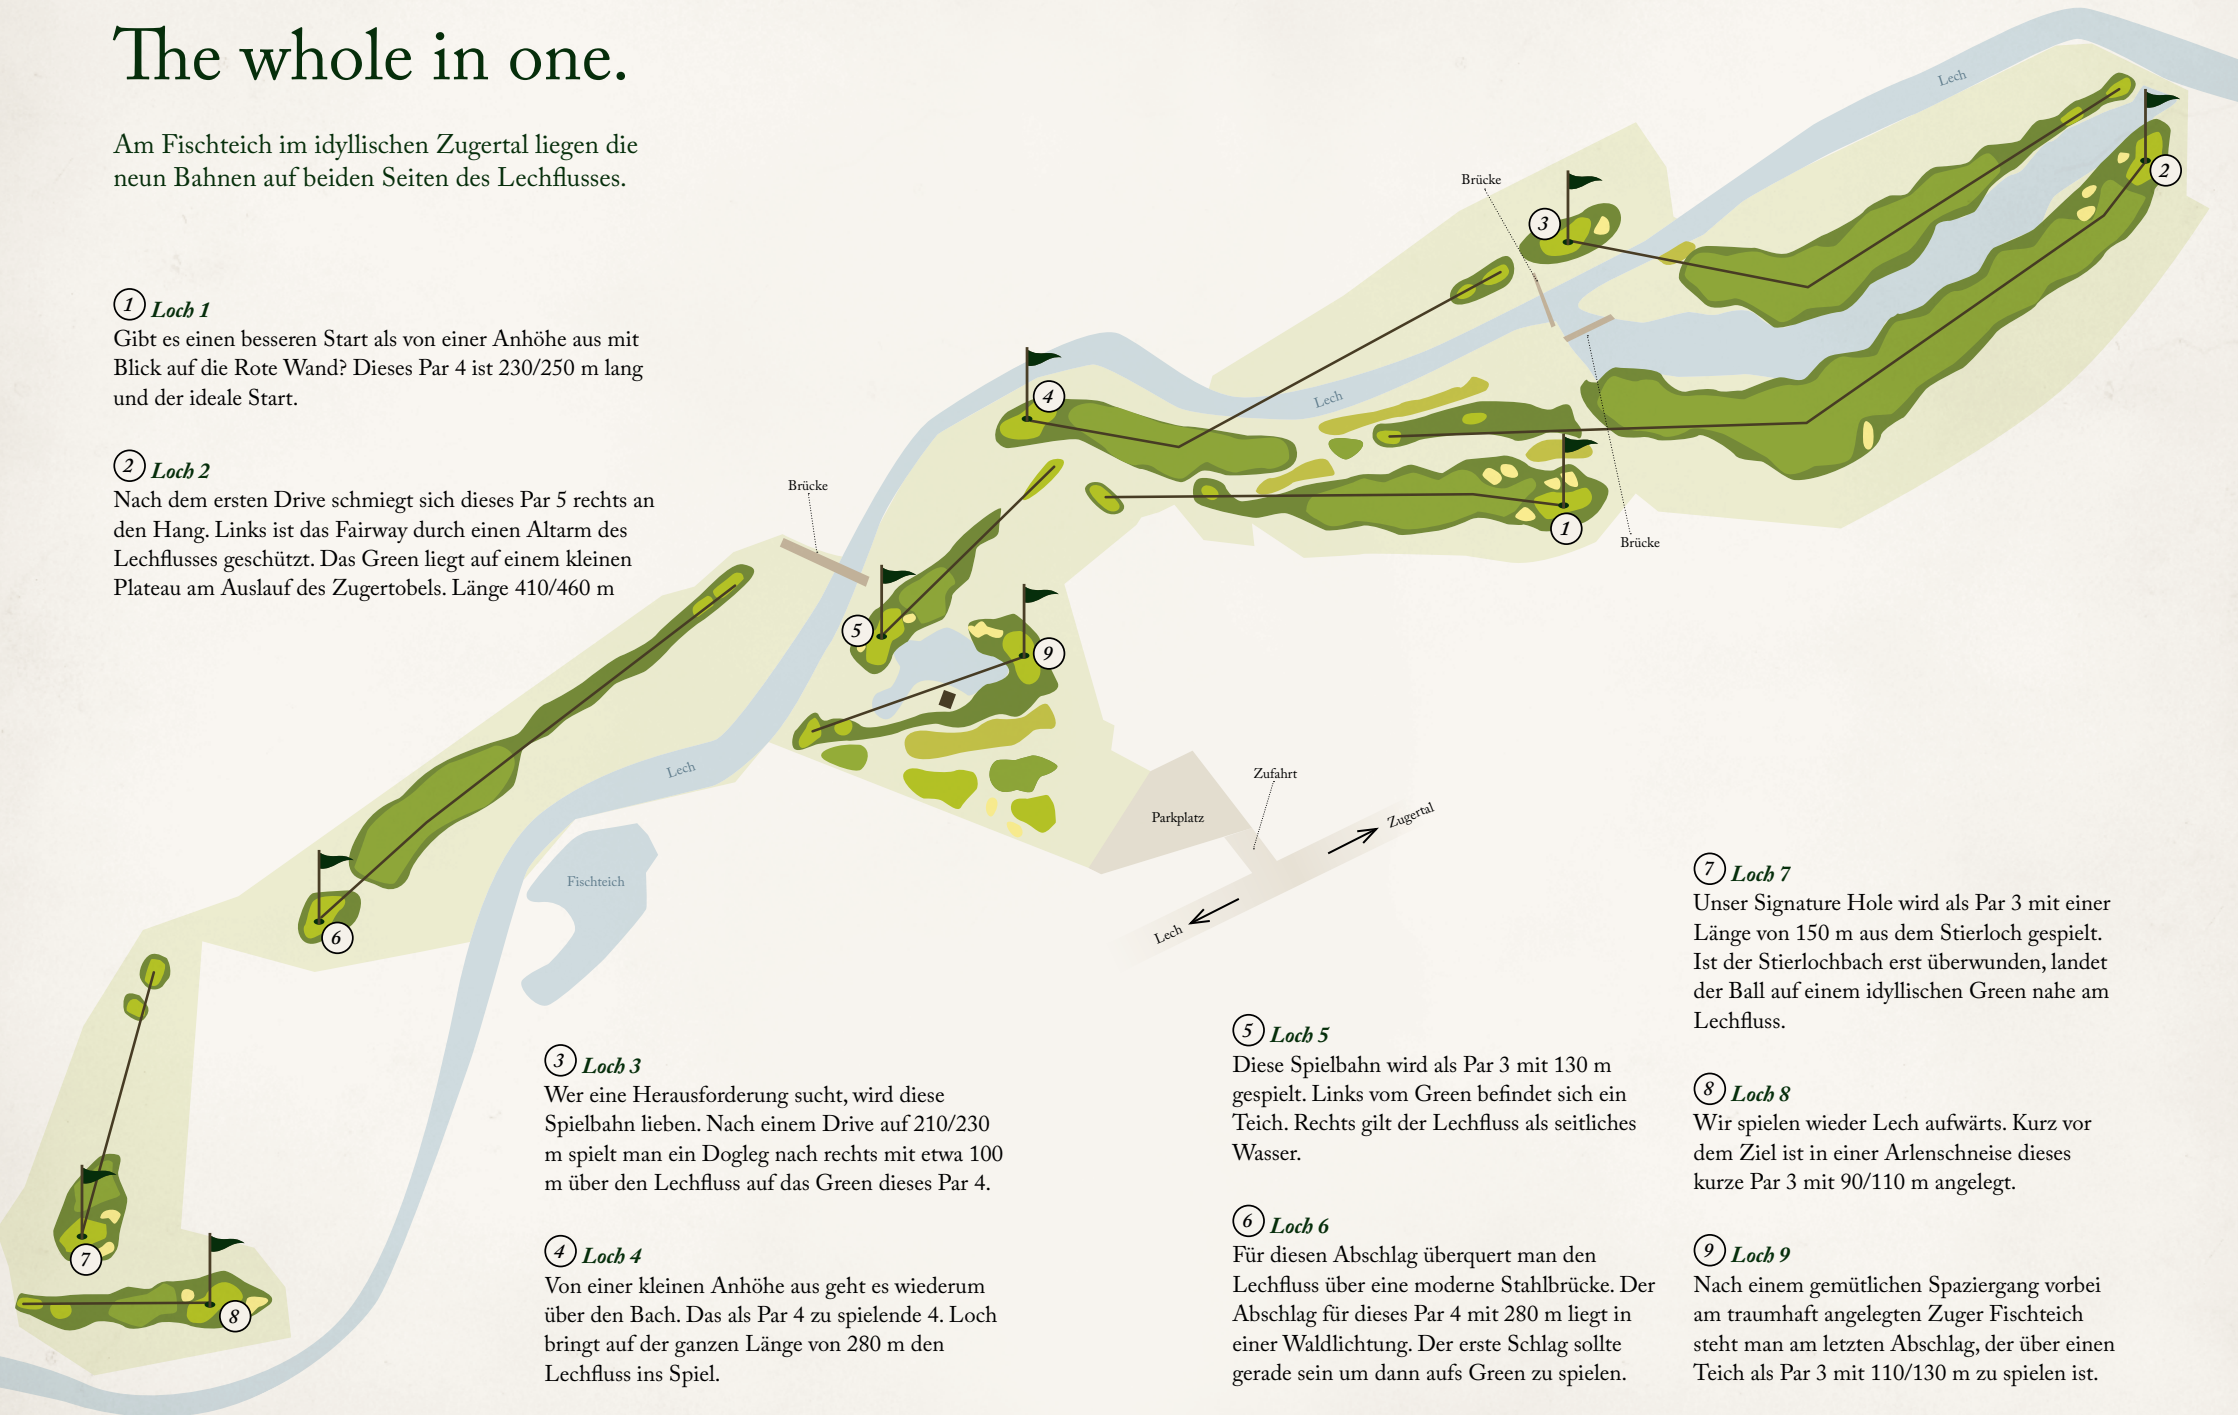 The whole in one.
Am Fischteich im idyllischen Zugertal liegen die
neun Bahnen auf beiden Seiten des Lechflusses.
1 Loch 1
Gibt es einen besseren Start als von einer Anhöhe aus mit
Blick auf die Rote Wand? Dieses Par 4 ist 230/250 m lang
und der ideale Start.
2 Loch 2
Nach dem ersten Drive schmiegt sich dieses Par 5 rechts an
den Hang. Links ist das Fairway durch einen Altarm des
Lechflusses geschützt. Das Green liegt auf einem kleinen
Plateau am Auslauf des Zugertobels. Länge 410/460 m
Lech
2
Brücke
3
Lech
4
1
Brücke
Brücke
5
9
Lech
Fischteich
6
Zufahrt
Parkplatz
Zugertal
Lech
7
8
3 Loch 3
Wer eine Herausforderung sucht, wird diese
Spielbahn lieben. Nach einem Drive auf 210/230
m spielt man ein Dogleg nach rechts mit etwa 100
m über den Lechfluss auf das Green dieses Par 4.
4 Loch 4
Von einer kleinen Anhöhe aus geht es wiederum
über den Bach. Das als Par 4 zu spielende 4. Loch
bringt auf der ganzen Länge von 280 m den
Lechfluss ins Spiel.
5 Loch 5
Diese Spielbahn wird als Par 3 mit 130 m
gespielt. Links vom Green befindet sich ein
Teich. Rechts gilt der Lechfluss als seitliches
Wasser.
6 Loch 6
Für diesen Abschlag überquert man den
Lechfluss über eine moderne Stahlbrücke. Der
Abschlag für dieses Par 4 mit 280 m liegt in
einer Waldlichtung. Der erste Schlag sollte
gerade sein um dann aufs Green zu spielen.
7 Loch 7
Unser Signature Hole wird als Par 3 mit einer
Länge von 150 m aus dem Stierloch gespielt.
Ist der Stierlochbach erst überwunden, landet
der Ball auf einem idyllischen Green nahe am
Lechfluss.
8 Loch 8
Wir spielen wieder Lech aufwärts. Kurz vor
dem Ziel ist in einer Arlenschneise dieses
kurze Par 3 mit 90/110 m angelegt.
9 Loch 9
Nach einem gemütlichen Spaziergang vorbei
am traumhaft angelegten Zuger Fischteich
steht man am letzten Abschlag, der über einen
Teich als Par 3 mit 110/130 m zu spielen ist.